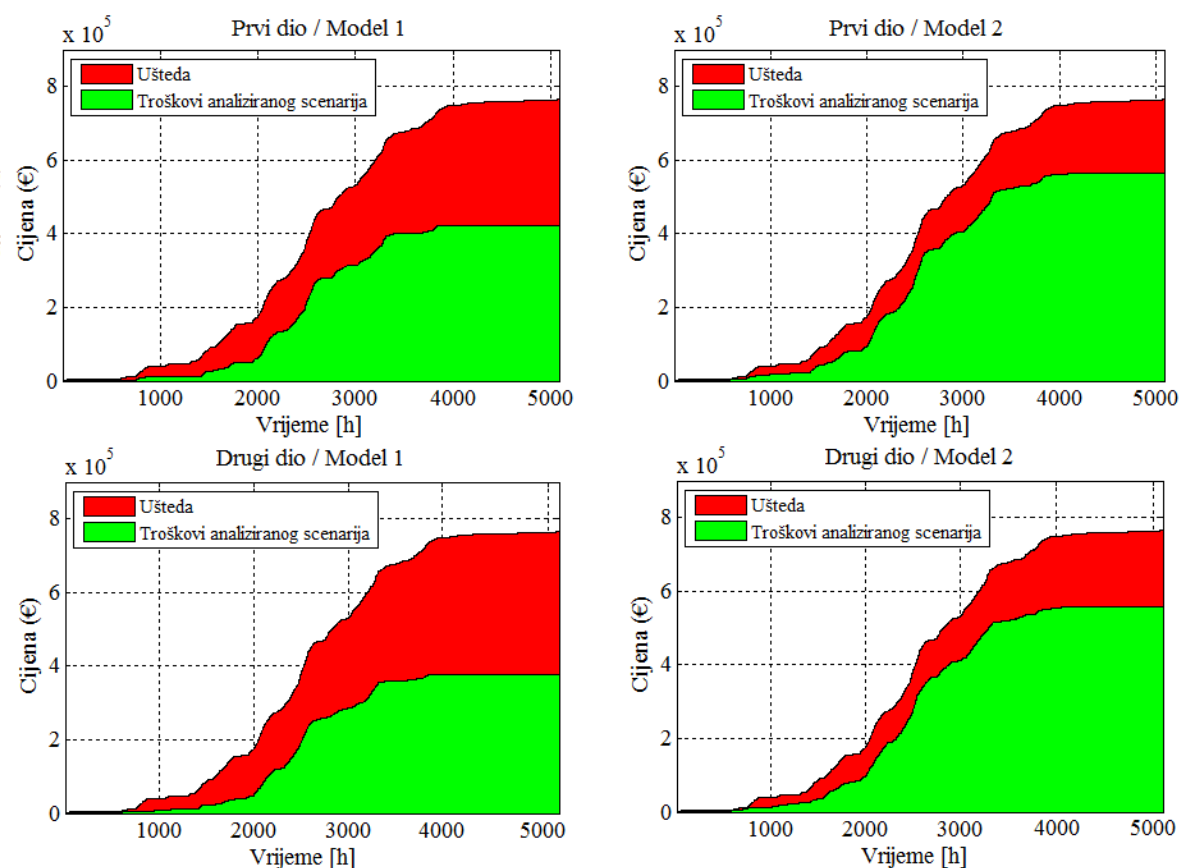 Prvi dio / Model 1
x 10^5
Ušteda
Troškovi analiziranog scenarija
8
6
4
2
0
Cijena (€)
1000 2000 3000 4000 5000
Vrijeme [h]
Prvi dio / Model 2
x 10^5
Ušteda
Troškovi analiziranog scenarija
8
6
4
2
0
Cijena (€)
1000 2000 3000 4000 5000
Vrijeme [h]
Drugi dio / Model 1
x 10^5
Ušteda
Troškovi analiziranog scenarija
8
6
4
2
0
Cijena (€)
1000 2000 3000 4000 5000
Vrijeme [h]
Drugi dio / Model 2
x 10^5
Ušteda
Troškovi analiziranog scenarija
8
6
4
2
0
Cijena (€)
1000 2000 3000 4000 5000
Vrijeme [h]